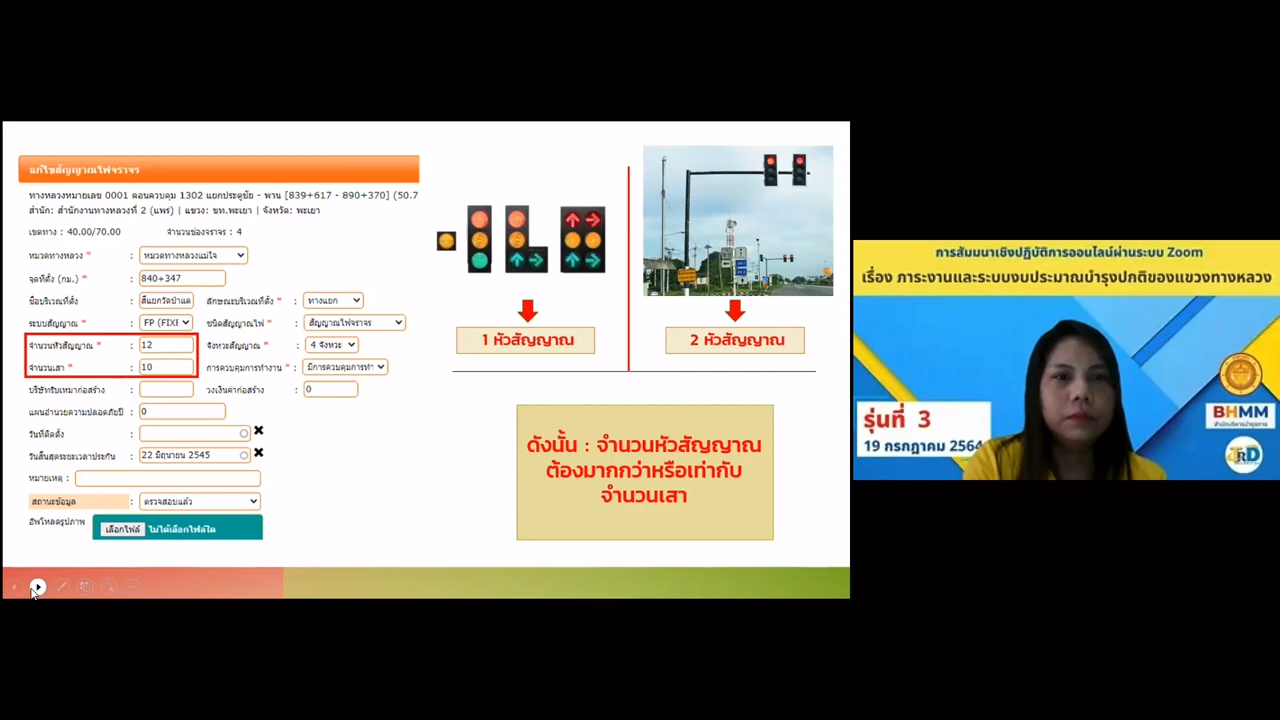 แก้ไขสัญญาณไฟจราจร
ทางหลวงหมายเลข 0001 ตอนควบคุม 1302 แยกประตูชัย - พาน [839+617 - 890+370] (50.7
สำนัก: สำนักงานทางหลวงที่ 2 (แพร่) | แขวง: ขท.พะเยา | จังหวัด: พะเยา
เขตทาง : 40.00/70.00 จำนวนช่องจราจร : 4
หมวดทางหลวง * : หมวดทางหลวงแม่ใจ
จุดที่ตั้ง (กม.) * : 840+347
ชื่อบริเวณที่ตั้ง : สี่แยกวัดป่าแด ลักษณะบริเวณที่ตั้ง * : ทางแยก
ระบบสัญญาณ * : FP (FIXE ชนิดสัญญาณไฟ * : สัญญาณไฟจราจร
จำนวนหัวสัญญาณ * : 12 จังหวะสัญญาณ * : 4 จังหวะ
จำนวนเสา * : 10 การควบคุมการทำงาน * : มีการควบคุมการทำ
บริษัทรับเหมาก่อสร้าง : วงเงินค่าก่อสร้าง : 0
แผนอำนวยความปลอดภัยปี : 0
วันที่ติดตั้ง :
วันสิ้นสุดระยะเวลาประกัน : 22 มิถุนายน 2545
หมายเหตุ :
สถานะข้อมูล : ตรวจสอบแล้ว
อัพโหลดรูปภาพ เลือกไฟล์ ไม่ได้เลือกไฟล์ใด
1 หัวสัญญาณ
2 หัวสัญญาณ
ดังนั้น : จำนวนหัวสัญญาณ
ต้องมากกว่าหรือเท่ากับ
จำนวนเสา
การสัมมนาเชิงปฏิบัติการออนไลน์ผ่านระบบ Zoom
เรื่อง ภาระงานและระบบงบประมาณบำรุงปกติของแขวงทางหลวง
รุ่นที่ 3
19 กรกฎาคม 2564
BHMM
สำนักบริหารบำรุงทาง
TRD